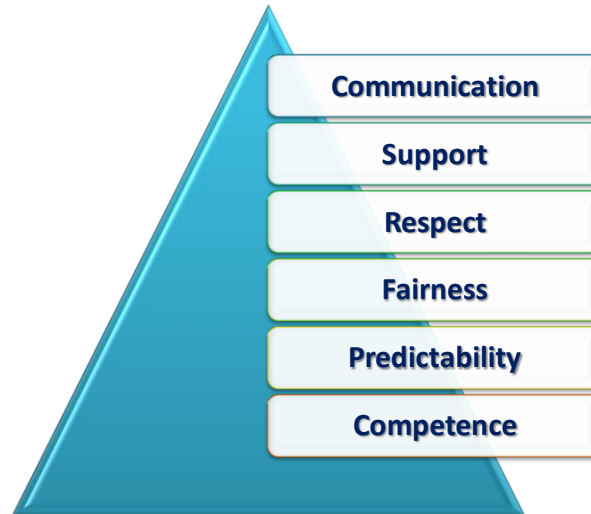 Communication
Support
Respect
Fairness
Predictability
Competence